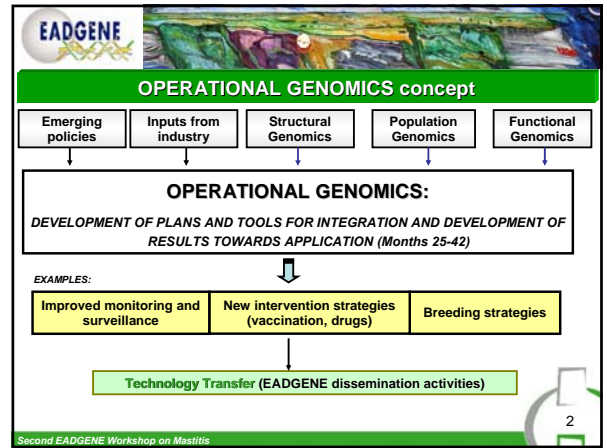 EADGENE
OPERATIONAL GENOMICS concept
Emerging policies
Inputs from industry
Structural Genomics
Population Genomics
Functional Genomics
OPERATIONAL GENOMICS:
DEVELOPMENT OF PLANS AND TOOLS FOR INTEGRATION AND DEVELOPMENT OF
RESULTS TOWARDS APPLICATION (Months 25-42)
EXAMPLES:
Improved monitoring and surveillance
New intervention strategies (vaccination, drugs)
Breeding strategies
Technology Transfer (EADGENE dissemination activities)
2
Second EADGENE Workshop on Mastitis